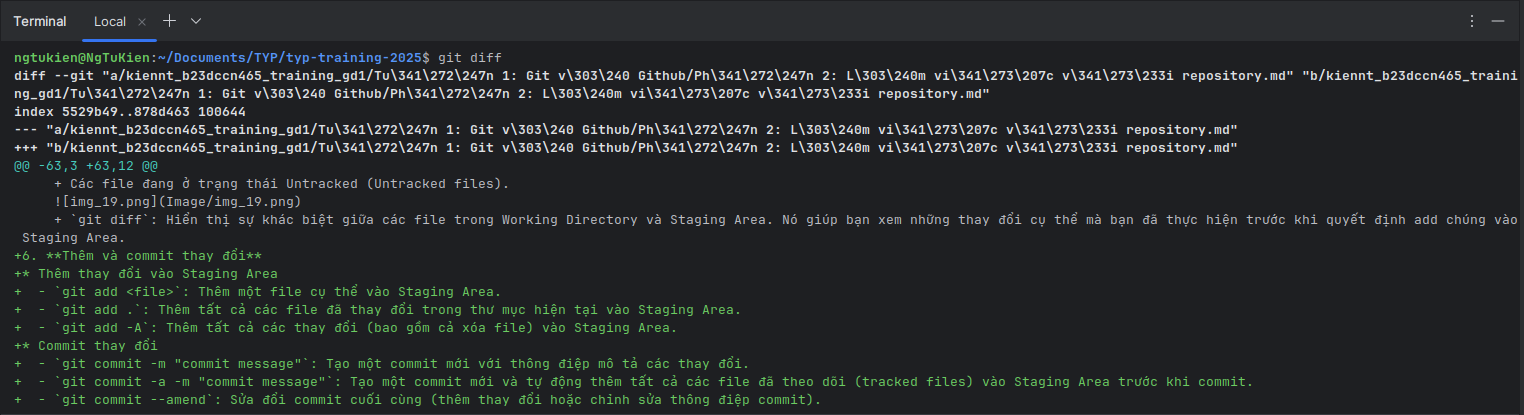 Terminal Local × + 
ngtukien@NgTuKien:~/Documents/TYP/typ-training-2025$ git diff
diff --git "a/kiennt_b23dccn465_training_gd1/Tu\341\272\247n 1: Git v\303\240 Github/Ph\341\272\247n 2: L\303\240m vi\341\273\207c v\341\273\233i repository.md" "b/kiennt_b23dccn465_traini
ng_gd1/Tu\341\272\247n 1: Git v\303\240 Github/Ph\341\272\247n 2: L\303\240m vi\341\273\207c v\341\273\233i repository.md"
index 5529b49..878d463 100644
--- "a/kiennt_b23dccn465_training_gd1/Tu\341\272\247n 1: Git v\303\240 Github/Ph\341\272\247n 2: L\303\240m vi\341\273\207c v\341\273\233i repository.md"
+++ "b/kiennt_b23dccn465_training_gd1/Tu\341\272\247n 1: Git v\303\240 Github/Ph\341\272\247n 2: L\303\240m vi\341\273\207c v\341\273\233i repository.md"
@@ -63,3 +63,12 @@
     + Các file đang ở trạng thái Untracked (Untracked files).
     ![img_19.png](Image/img_19.png)
     + `git diff`: Hiển thị sự khác biệt giữa các file trong Working Directory và Staging Area. Nó giúp bạn xem những thay đổi cụ thể mà bạn đã thực hiện trước khi quyết định add chúng vào
 Staging Area.
+6. **Thêm và commit thay đổi**
+* Thêm thay đổi vào Staging Area
+  - `git add <file>`: Thêm một file cụ thể vào Staging Area.
+  - `git add .`: Thêm tất cả các file đã thay đổi trong thư mục hiện tại vào Staging Area.
+  - `git add -A`: Thêm tất cả các thay đổi (bao gồm cả xóa file) vào Staging Area.
+* Commit thay đổi
+  - `git commit -m "commit message"`: Tạo một commit mới với thông điệp mô tả các thay đổi.
+  - `git commit -a -m "commit message"`: Tạo một commit mới và tự động thêm tất cả các file đã theo dõi (tracked files) vào Staging Area trước khi commit.
+  - `git commit --amend`: Sửa đổi commit cuối cùng (thêm thay đổi hoặc chỉnh sửa thông điệp commit).